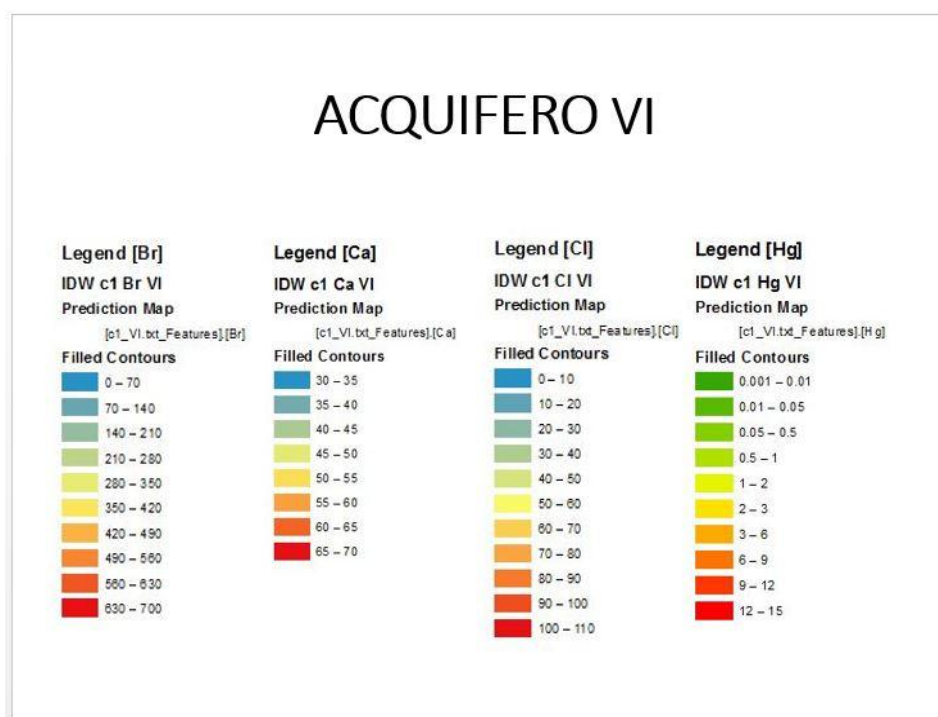 ACQUIFERO VI
Legend [Br]
IDW c1 Br VI
Prediction Map
[c1_VI.txt_Features].[Br]
Filled Contours
0 – 70
70 – 140
140 – 210
210 – 280
280 – 350
350 – 420
420 – 490
490 – 560
560 – 630
630 – 700
Legend [Ca]
IDW c1 Ca VI
Prediction Map
[c1_VI.txt_Features].[Ca]
Filled Contours
30 – 35
35 – 40
40 – 45
45 – 50
50 – 55
55 – 60
60 – 65
65 – 70
Legend [Cl]
IDW c1 Cl VI
Prediction Map
[c1_VI.txt_Features].[Cl]
Filled Contours
0 – 10
10 – 20
20 – 30
30 – 40
40 – 50
50 – 60
60 – 70
70 – 80
80 – 90
90 – 100
100 – 110
Legend [Hg]
IDW c1 Hg VI
Prediction Map
[c1_VI.txt_Features].[Hg]
Filled Contours
0.001 – 0.01
0.01 – 0.05
0.05 – 0.5
0.5 – 1
1 – 2
2 – 3
3 – 6
6 – 9
9 – 12
12 – 15